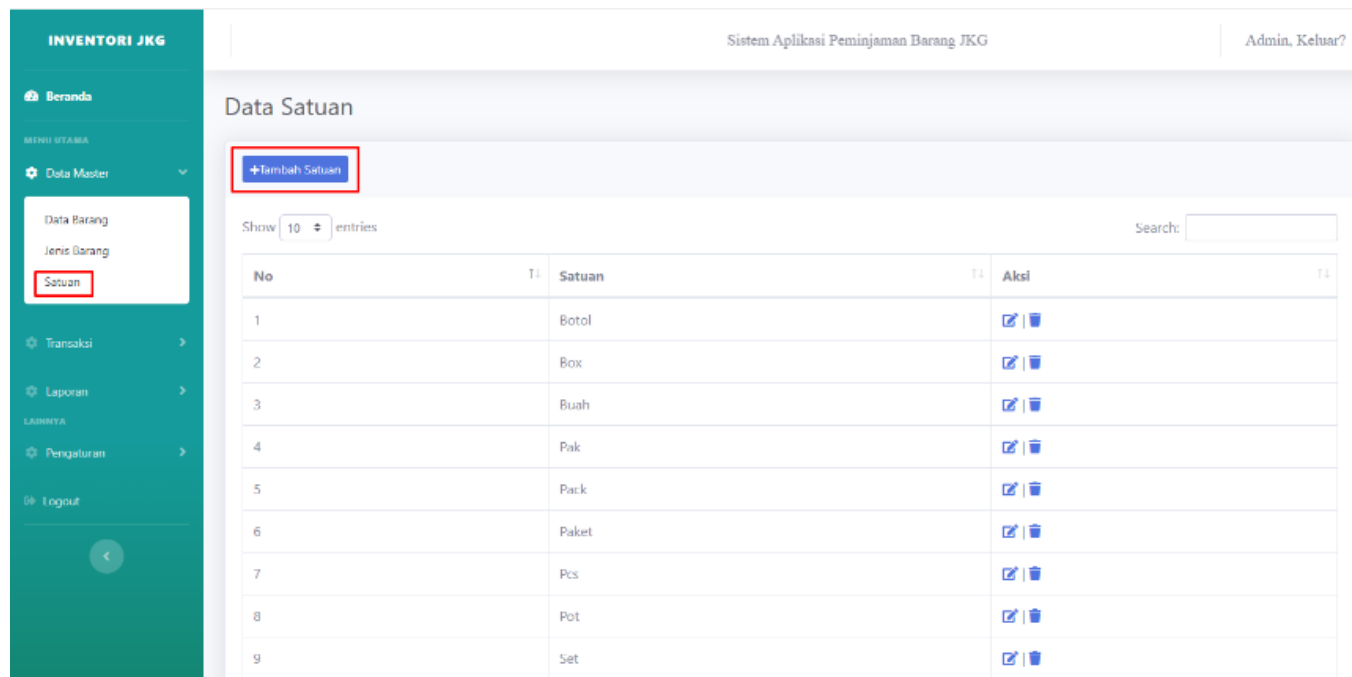 INVENTORI JKG
Sistem Aplikasi Peminjaman Barang JKG
Admin, Keluar?
Beranda
MENU UTAMA
Data Master
Data Barang
Jenis Barang
Satuan
Transaksi
Laporan
LAINNYA
Pengaturan
Logout
Data Satuan
+Tambah Satuan
Show 10 entries
Search:
No Satuan Aksi
1 Botol |
2 Box |
3 Buah |
4 Pak |
5 Pack |
6 Paket |
7 Pcs |
8 Pot |
9 Set |